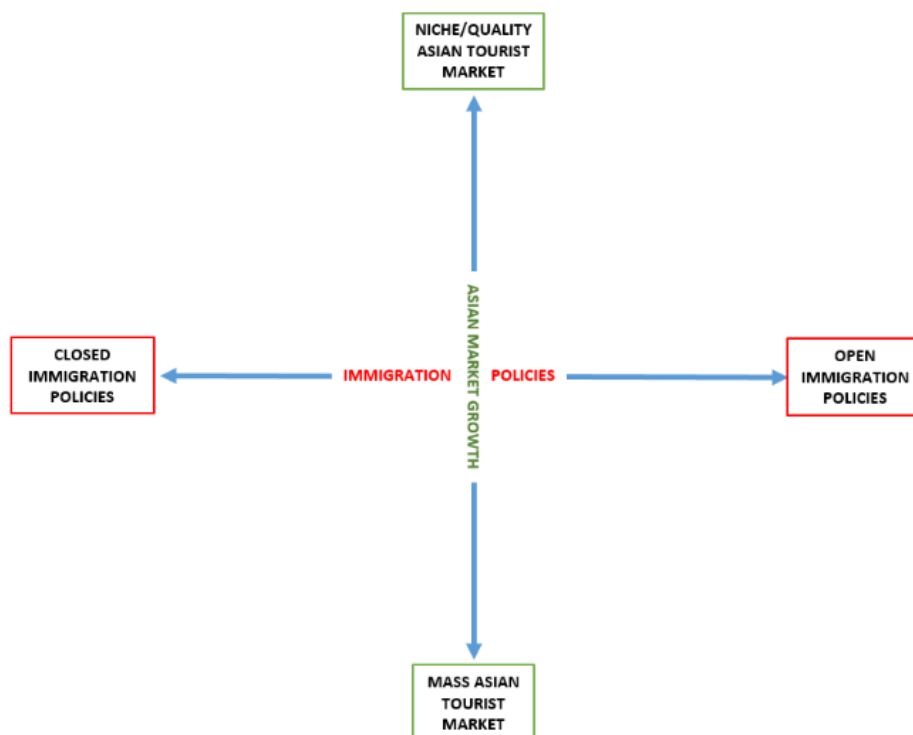 NICHE/QUALITY
ASIAN TOURIST
MARKET
ASIAN MARKET GROWTH
CLOSED
IMMIGRATION
POLICIES
IMMIGRATION POLICIES
OPEN
IMMIGRATION
POLICIES
MASS ASIAN
TOURIST
MARKET